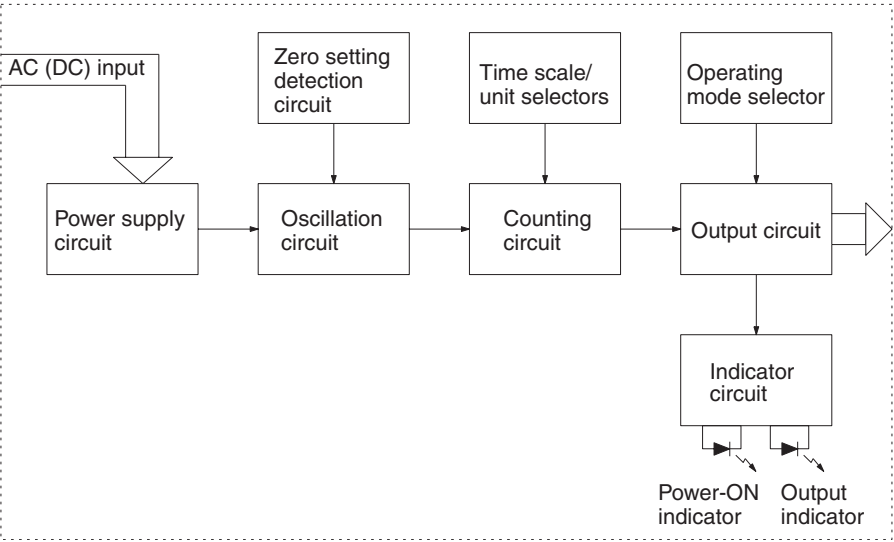 AC (DC) input
Zero setting
detection
circuit
Time scale/
unit selectors
Operating
mode selector
Power supply
circuit
Oscillation
circuit
Counting
circuit
Output circuit
Indicator
circuit
Power-ON
indicator
Output
indicator